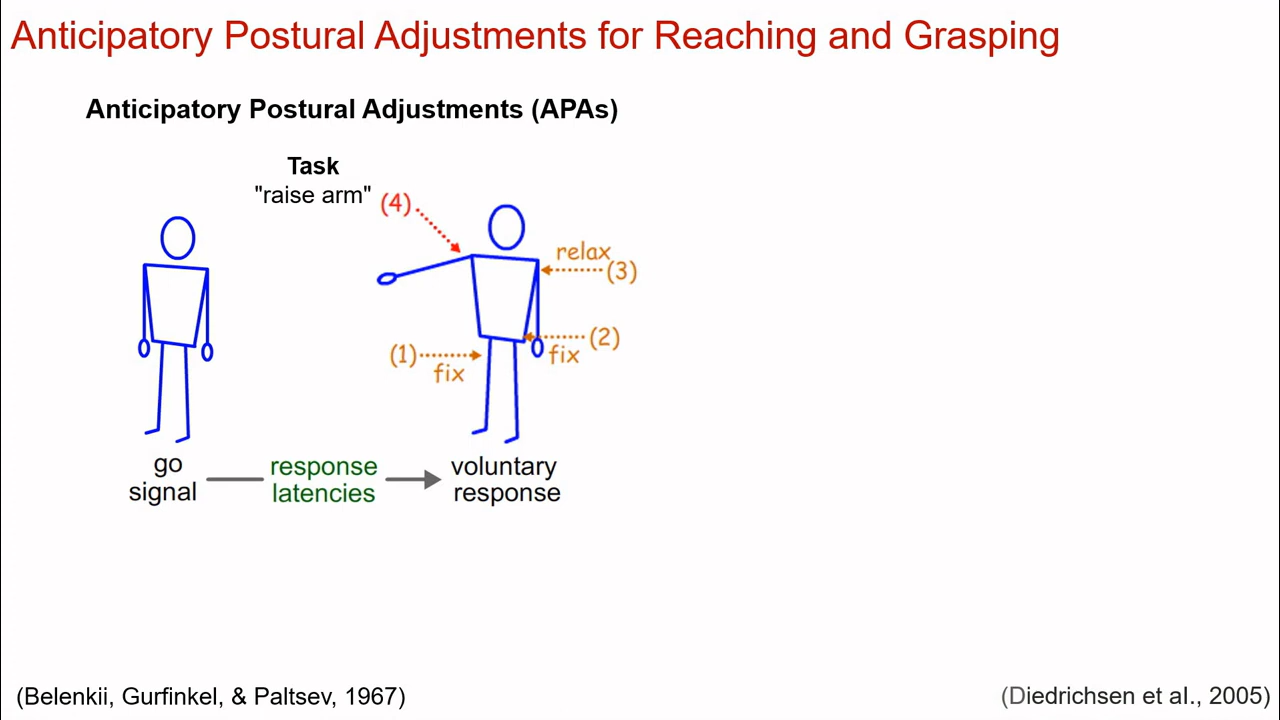 Anticipatory Postural Adjustments for Reaching and Grasping
Anticipatory Postural Adjustments (APAs)
Task
"raise arm"
(4)
relax
(3)
(2)
fix
(1)
fix
go
signal
response
latencies
voluntary
response
(Belenkii, Gurfinkel, & Paltsev, 1967)
(Diedrichsen et al., 2005)